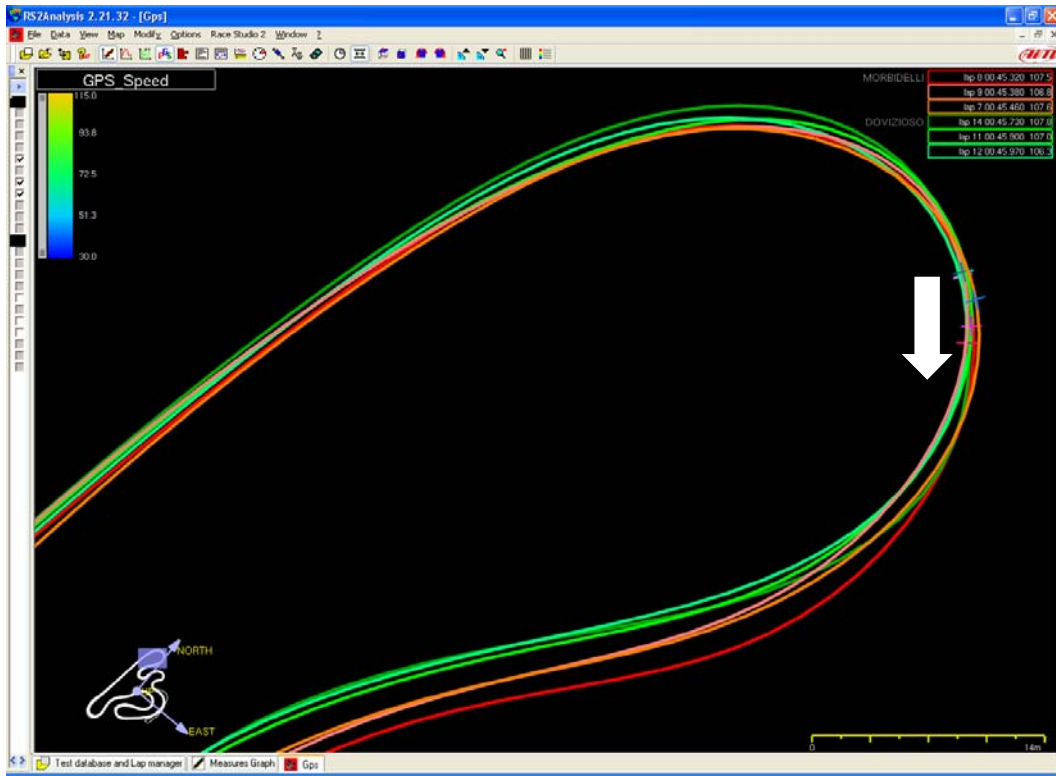 RS2Analysis 2.21.32 - [Gps]
File Data View Map Modify Options Race Studio 2 Window ?
GPS_Speed
115.0
93.8
72.5
51.3
30.0
MORBIDELLI
lap 8 00.45.320 107.5
lap 9 00.45.380 106.8
lap 7 00.45.460 107.6
DOVIZIOSO
lap 14 00.45.730 107.8
lap 11 00.45.900 107.0
lap 12 00.45.970 106.3
NORTH
EAST
0 14m
Test database and Lap manager Measures Graph Gps